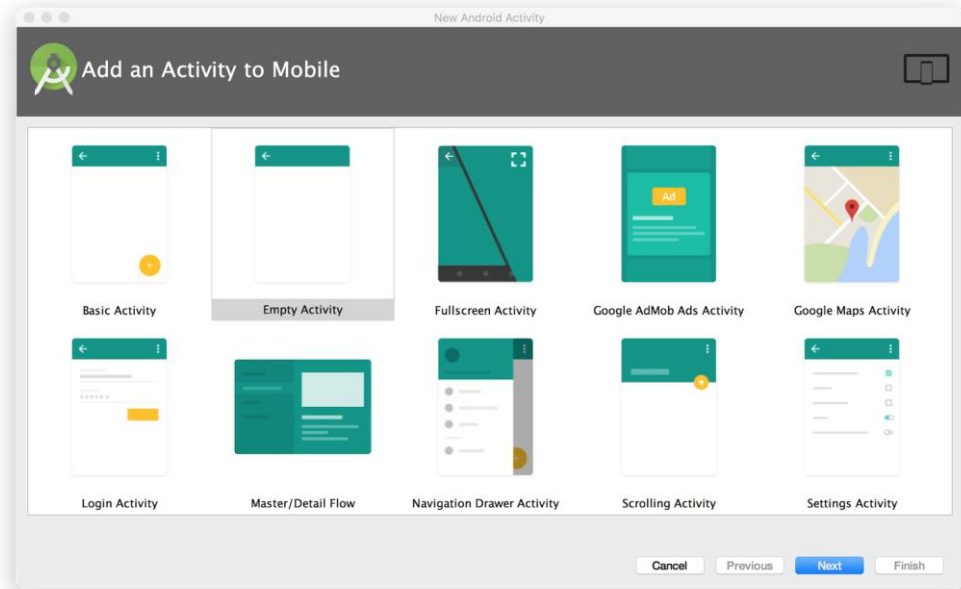 New Android Activity
Add an Activity to Mobile
Ad
Basic Activity
Empty Activity
Fullscreen Activity
Google AdMob Ads Activity
Google Maps Activity
Login Activity
Master/Detail Flow
Navigation Drawer Activity
Scrolling Activity
Settings Activity
Cancel
Previous
Next
Finish